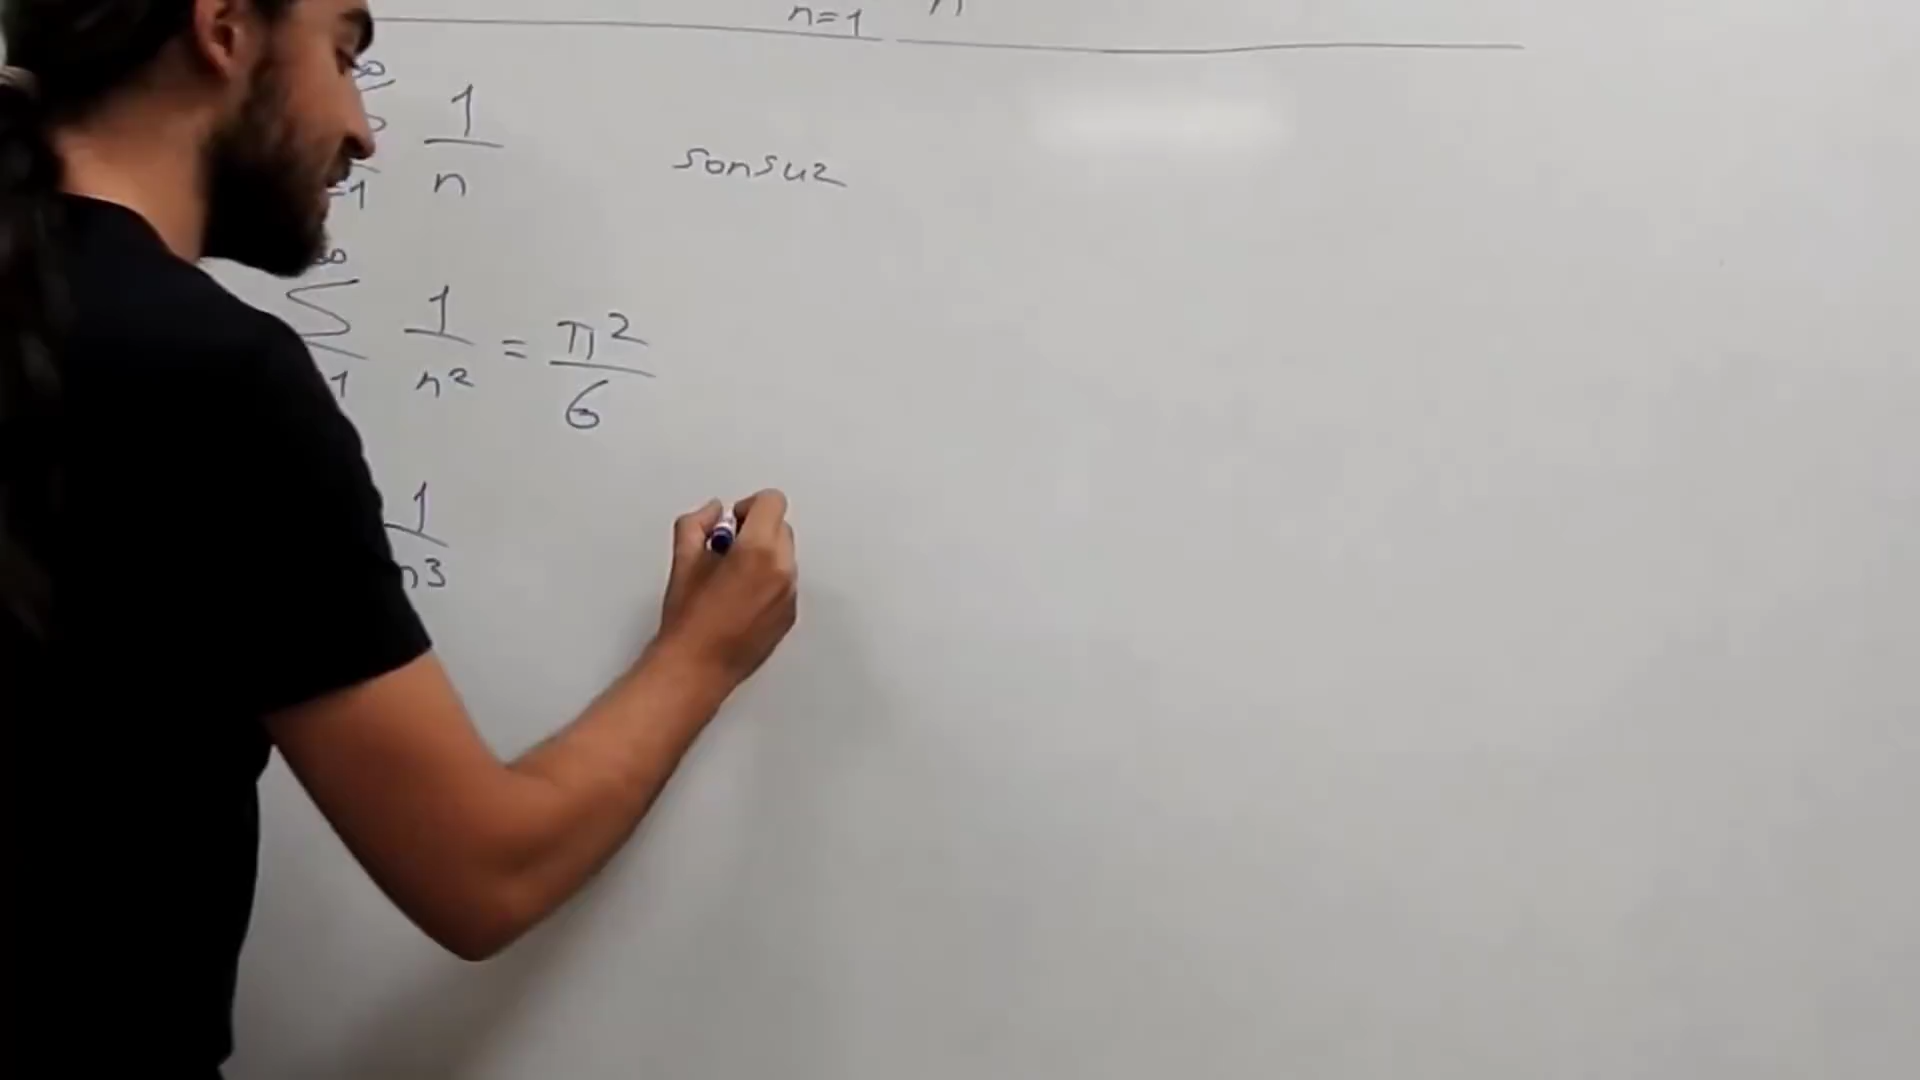 n=1 n
∞ Σ =1 1/n sonsuz
∞ Σ 1 1/n² = π²/6
1/n3